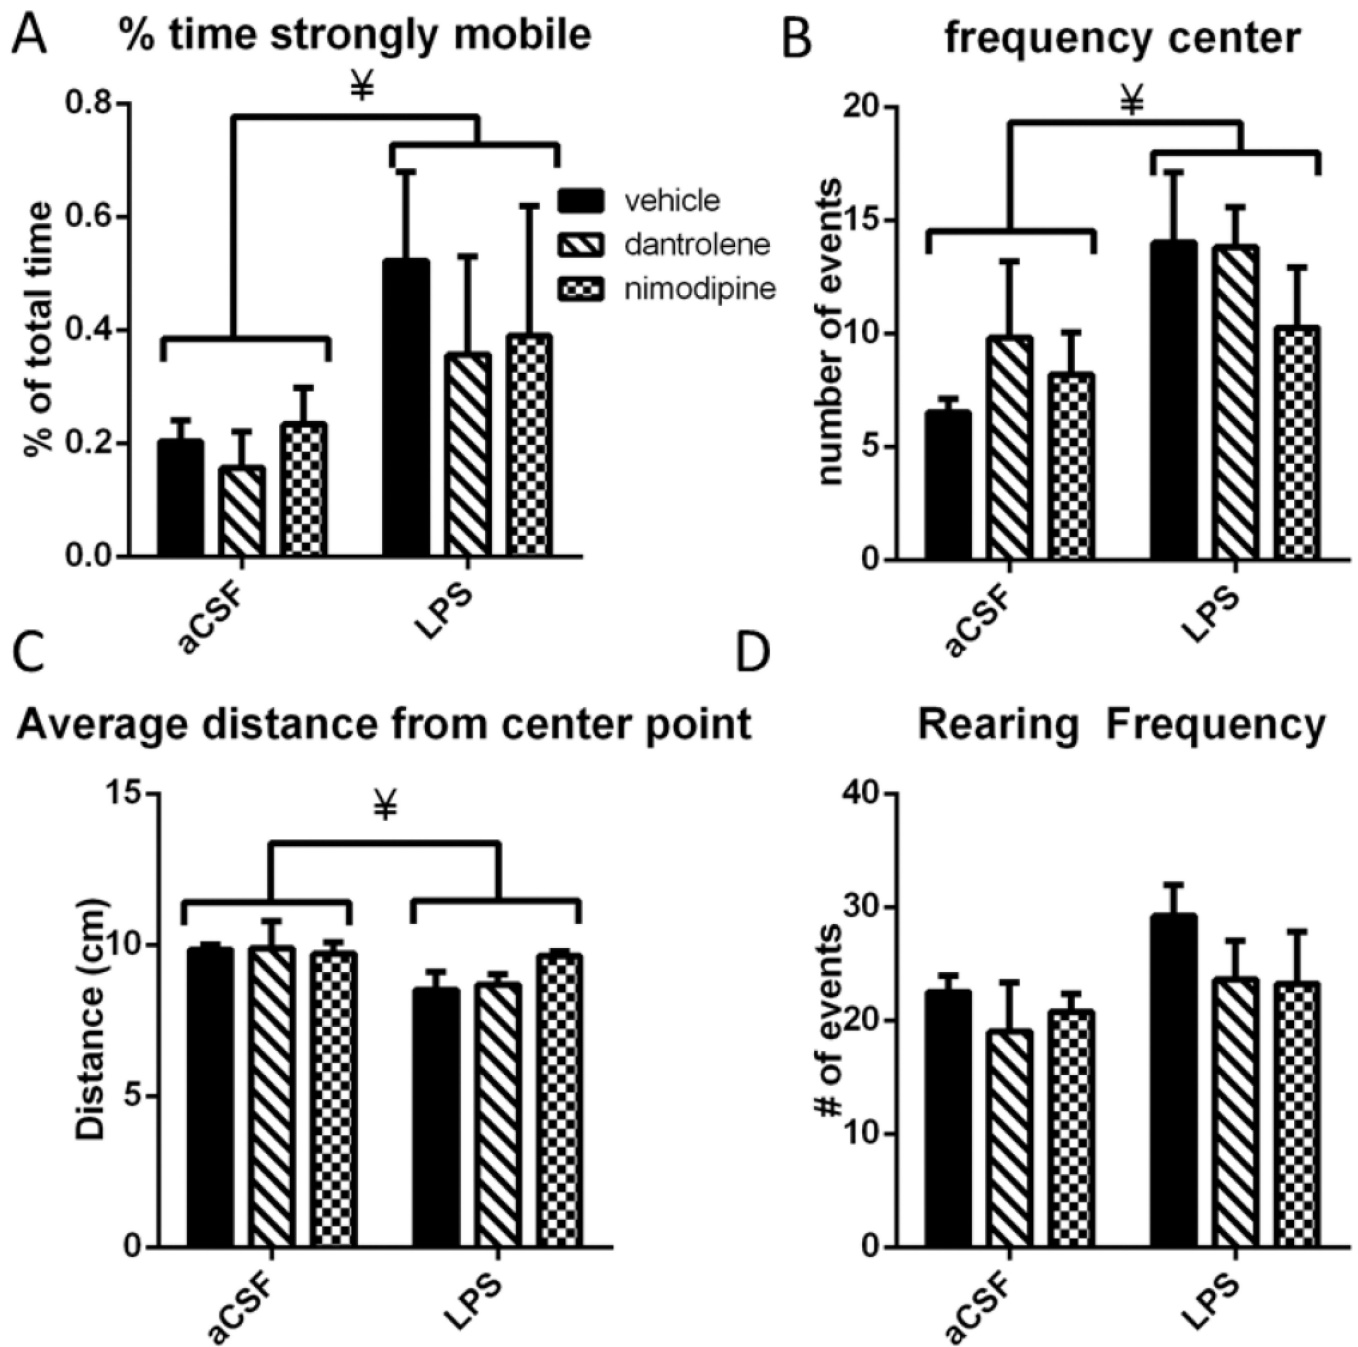 A
% time strongly mobile
¥
0.8
0.6
0.4
0.2
0.0
% of total time
vehicle
dantrolene
nimodipine
aCSF
LPS
B
frequency center
¥
20
15
10
5
0
number of events
aCSF
LPS
C
Average distance from center point
¥
15
10
5
0
Distance (cm)
aCSF
LPS
D
Rearing Frequency
40
30
20
10
0
# of events
aCSF
LPS